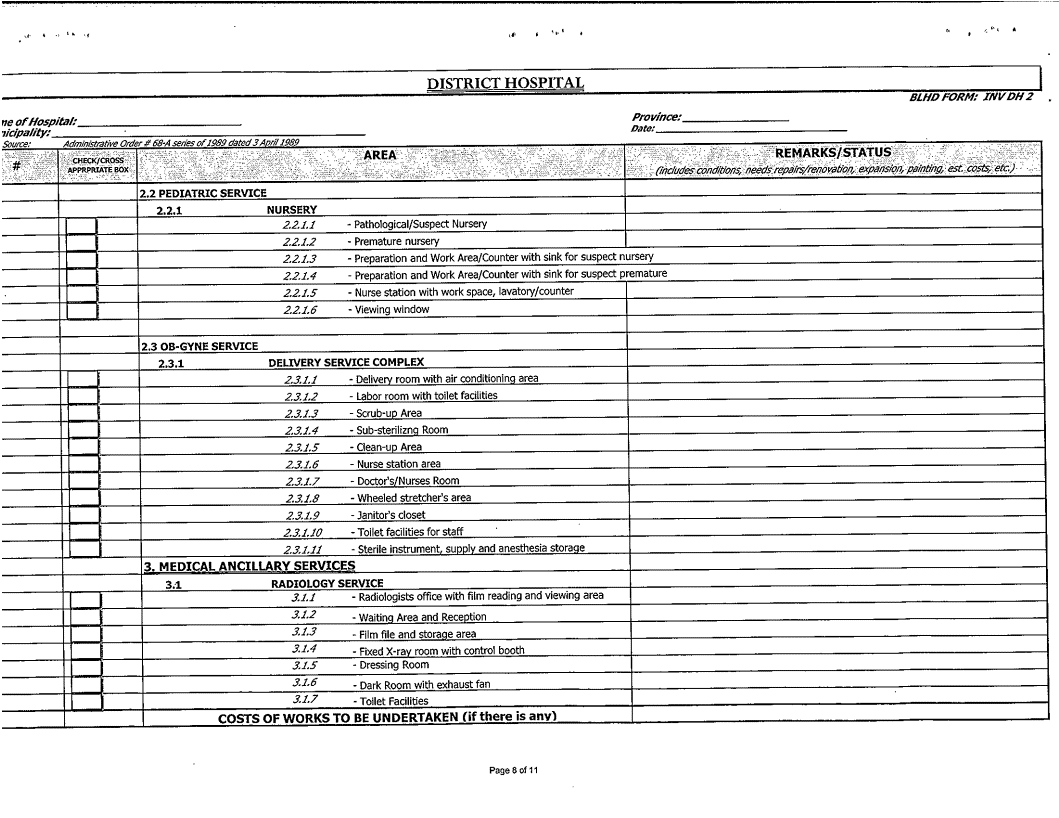 DISTRICT HOSPITAL
BLHD FORM: INV DH 2
me of Hospital:
Province:
nicipality:
Date:
Source: Administrative Order # 68-A series of 1989 dated 3 April 1989
# CHECK/CROSS APPRPRIATE BOX AREA REMARKS/STATUS
(includes conditions, needs repairs/renovation, expansion, painting, est. costs, etc.)
2.2 PEDIATRIC SERVICE
2.2.1 NURSERY
2.2.1.1 - Pathological/Suspect Nursery
2.2.1.2 - Premature nursery
2.2.1.3 - Preparation and Work Area/Counter with sink for suspect nursery
2.2.1.4 - Preparation and Work Area/Counter with sink for suspect premature
2.2.1.5 - Nurse station with work space, lavatory/counter
2.2.1.6 - Viewing window
2.3 OB-GYNE SERVICE
2.3.1 DELIVERY SERVICE COMPLEX
2.3.1.1 - Delivery room with air conditioning area
2.3.1.2 - Labor room with toilet facilities
2.3.1.3 - Scrub-up Area
2.3.1.4 - Sub-sterilizng Room
2.3.1.5 - Clean-up Area
2.3.1.6 - Nurse station area
2.3.1.7 - Doctor's/Nurses Room
2.3.1.8 - Wheeled stretcher's area
2.3.1.9 - Janitor's closet
2.3.1.10 - Toilet facilities for staff
2.3.1.11 - Sterile instrument, supply and anesthesia storage
3. MEDICAL ANCILLARY SERVICES
3.1 RADIOLOGY SERVICE
3.1.1 - Radiologists office with film reading and viewing area
3.1.2 - Waiting Area and Reception
3.1.3 - Film file and storage area
3.1.4 - Fixed X-ray room with control booth
3.1.5 - Dressing Room
3.1.6 - Dark Room with exhaust fan
3.1.7 - Toilet Facilities
COSTS OF WORKS TO BE UNDERTAKEN (if there is any)
Page 8 of 11